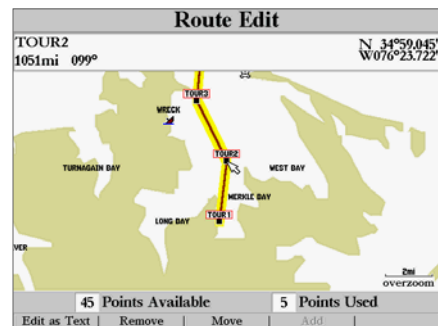 Route Edit
TOUR2
1051mi 099°
N 34°59.045'
W076°23.722'
TOUR3
WRECK
TOUR2
TURNAGAIN BAY
WEST BAY
MERKLE BAY
LONG BAY
TOUR1
VER
2mi
overzoom
45 Points Available
5 Points Used
Edit as Text | Remove | Move | Add |